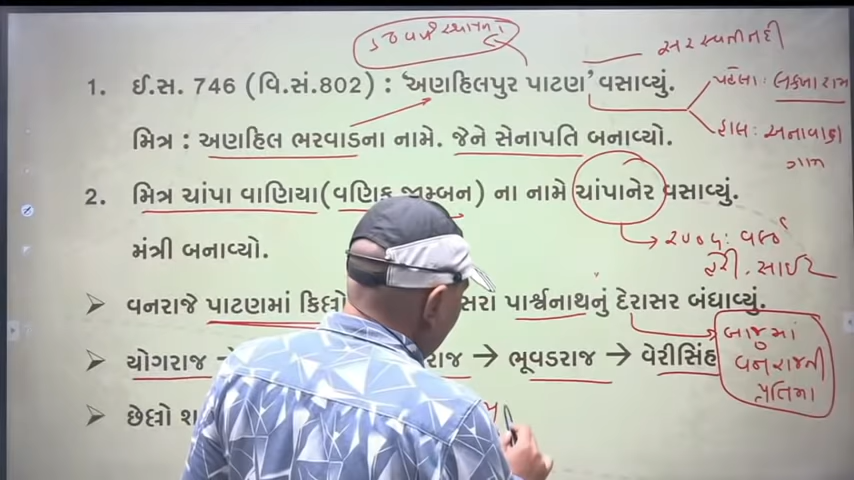 ૩૭૨ વર્ષ સ્થાપના
સરસ્વતી નદી
1. ઈ.સ. 746 (વિ.સં.802) : 'અણહિલપુર પાટણ' વસાવ્યું.
પહેલા : લક્ખારામ
મિત્ર : અણહિલ ભરવાડના નામે. જેને સેનાપતિ બનાવ્યો.
હાલ : અનાવાડા
ગામ
2. મિત્ર ચાંપા વાણિયા(વણિક જામ્બન) ના નામે ચાંપાનેર વસાવ્યું.
મંત્રી બનાવ્યો.
૨૦૦૪ : વર્લ્ડ
હેરી. સાઈટ
➢ વનરાજે પાટણમાં પાર્શ્વનાથનું દેરાસર બંધાવ્યું.
બાજુમાં
વનરાજની
પ્રતિમા
➢ યોગરાજ → ભૂવડરાજ → વેરીસિંહ
➢ છેલ્લો